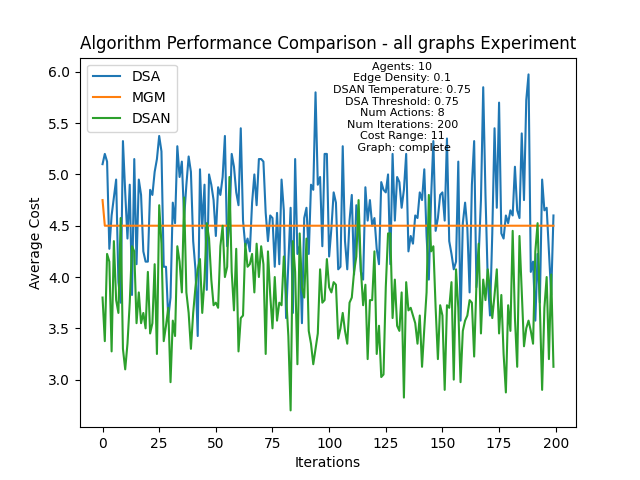 Algorithm Performance Comparison - all graphs Experiment
DSA
MGM
DSAN
Agents: 10
Edge Density: 0.1
DSAN Temperature: 0.75
DSA Threshold: 0.75
Num Actions: 8
Num Iterations: 200
Cost Range: 11
Graph: complete
6.0
5.5
5.0
4.5
4.0
3.5
3.0
Average Cost
0 25 50 75 100 125 150 175 200
Iterations